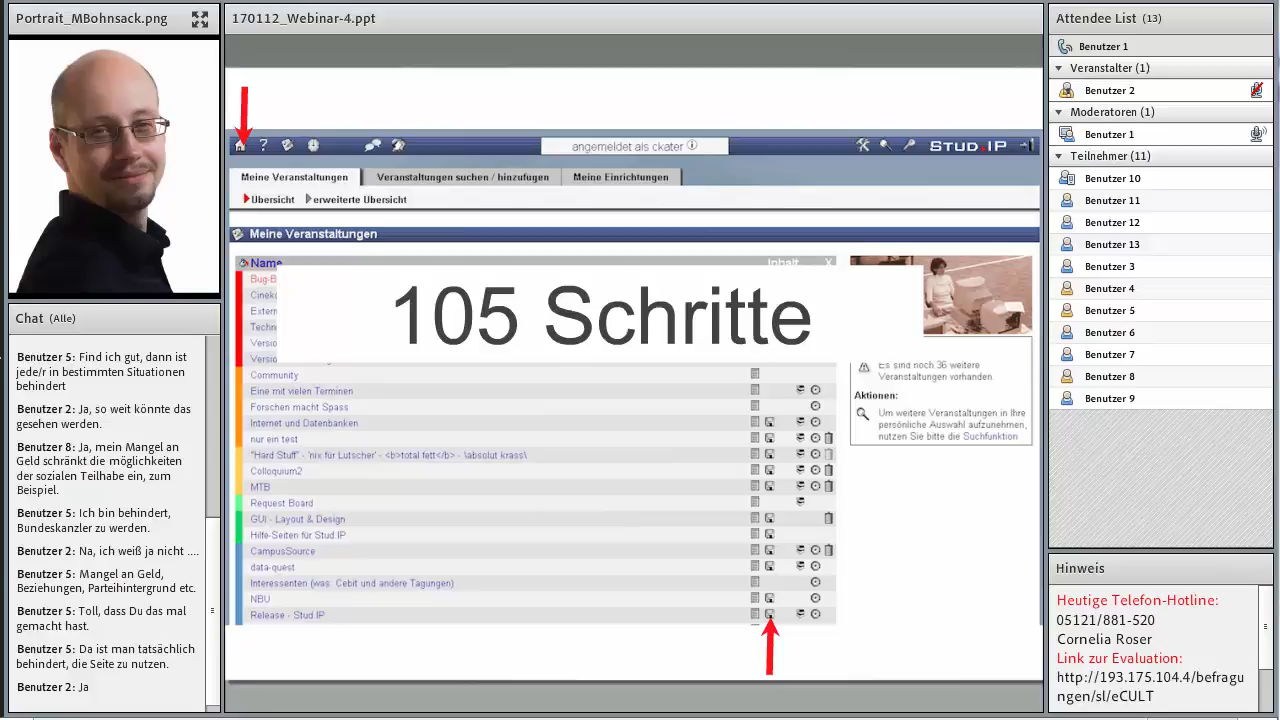 Portrait_MBohnsack.png
Chat (Alle)
Benutzer 5: Find ich gut, dann ist
jede/r in bestimmten Situationen
behindert
Benutzer 2: Ja, so weit könnte das
gesehen werden.
Benutzer 8: Ja, mein Mangel an
Geld schränkt die möglichkeiten
der sozialen Teilhabe ein, zum
Beispiel.
Benutzer 5: Ich bin behindert,
Bundeskanzler zu werden.
Benutzer 2: Na, ich weiß ja nicht ....
Benutzer 5: Mangel an Geld,
Beziehungen, Parteihintergrund etc.
Benutzer 5: Toll, dass Du das mal
gemacht hast.
Benutzer 5: Da ist man tatsächlich
behindert, die Seite zu nutzen.
Benutzer 2: Ja
170112_Webinar-4.ppt
angemeldet als ckater
STUD.IP
Meine Veranstaltungen
Veranstaltungen suchen / hinzufügen
Meine Einrichtungen
Übersicht
erweiterte Übersicht
Meine Veranstaltungen
Name
Inhalt
X
105 Schritte
Bug-B
Cinek
Extern
Techn
Versio
Versio
Community
Eine mit vielen Terminen
Forschen macht Spass
Internet und Datenbanken
nur ein test
"Hard Stuff" - 'nix für Lutscher' - <b>total fett</b> - \absolut krass\
Colloquium2
MTB
Request Board
GUI - Layout & Design
Hilfe-Seiten für Stud.IP
CampusSource
data-quest
Interessenten (was: Cebit und andere Tagungen)
NBU
Release - Stud.IP
Es sind noch 36 weitere
Veranstaltungen vorhanden.
Aktionen:
Um weitere Veranstaltungen in Ihre
persönliche Auswahl aufzunehmen,
nutzen Sie bitte die Suchfunktion
Attendee List (13)
Benutzer 1
Veranstalter (1)
Benutzer 2
Moderatoren (1)
Benutzer 1
Teilnehmer (11)
Benutzer 10
Benutzer 11
Benutzer 12
Benutzer 13
Benutzer 3
Benutzer 4
Benutzer 5
Benutzer 6
Benutzer 7
Benutzer 8
Benutzer 9
Hinweis
Heutige Telefon-Hotline:
05121/881-520
Cornelia Roser
Link zur Evaluation:
http://193.175.104.4/befragu
ngen/sl/eCULT